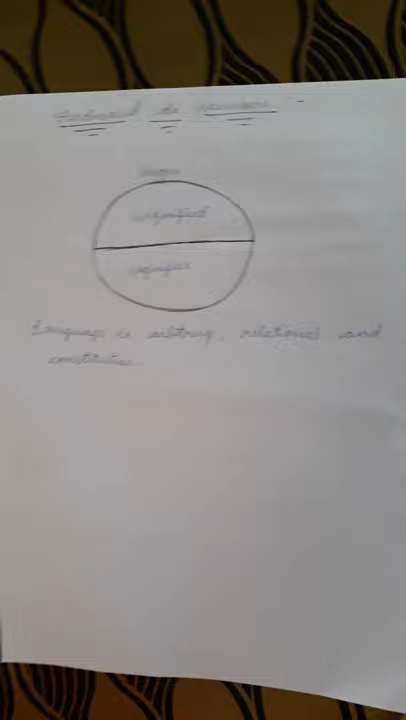 Ferdinand de saussure -
signified
signifier
Language is arbitrary, relational and
constitutive.